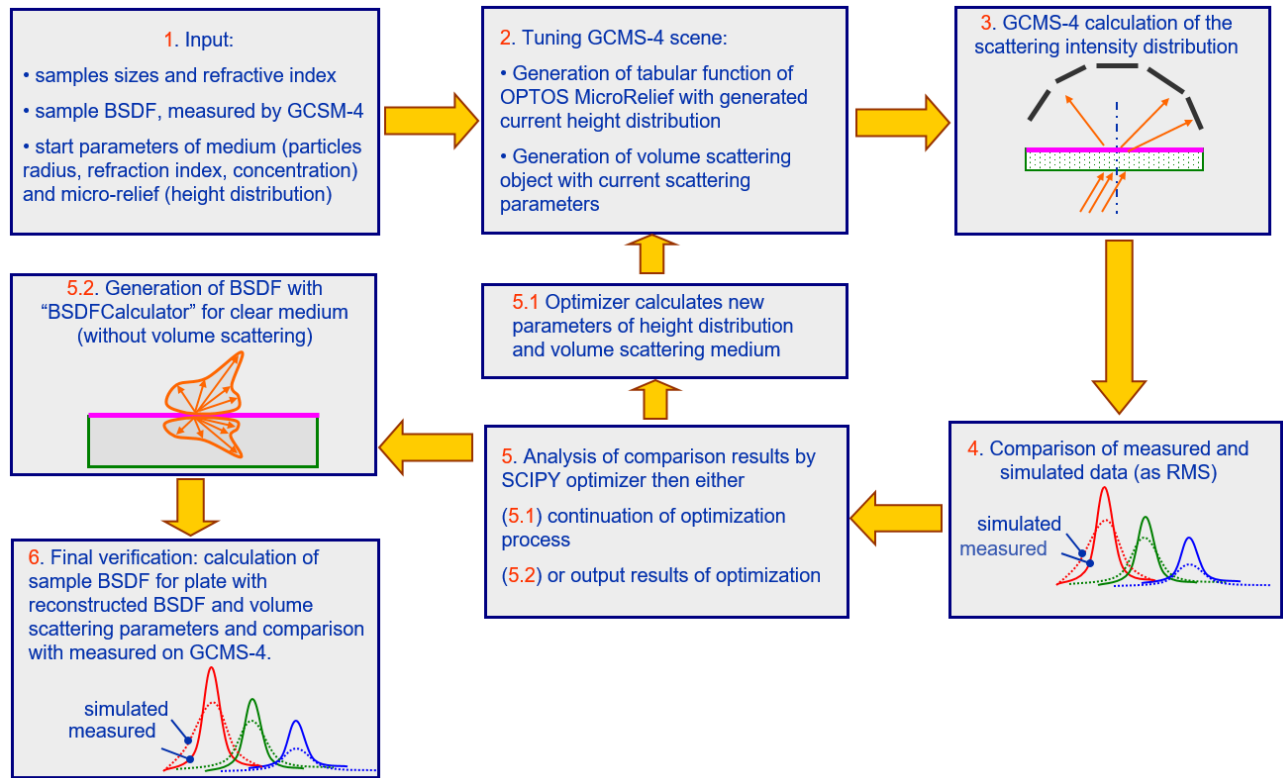 1. Input:
• samples sizes and refractive index
• sample BSDF, measured by GCSM-4
• start parameters of medium (particles
radius, refraction index, concentration)
and micro-relief (height distribution)
2. Tuning GCMS-4 scene:
• Generation of tabular function of
OPTOS MicroRelief with generated
current height distribution
• Generation of volume scattering
object with current scattering
parameters
3. GCMS-4 calculation of the
scattering intensity distribution
4. Comparison of measured and
simulated data (as RMS)
simulated
measured
5. Analysis of comparison results by
SCIPY optimizer then either
(5.1) continuation of optimization
process
(5.2) or output results of optimization
5.1 Optimizer calculates new
parameters of height distribution
and volume scattering medium
5.2. Generation of BSDF with
“BSDFCalculator” for clear medium
(without volume scattering)
6. Final verification: calculation of
sample BSDF for plate with
reconstructed BSDF and volume
scattering parameters and comparison
with measured on GCMS-4.
simulated
measured